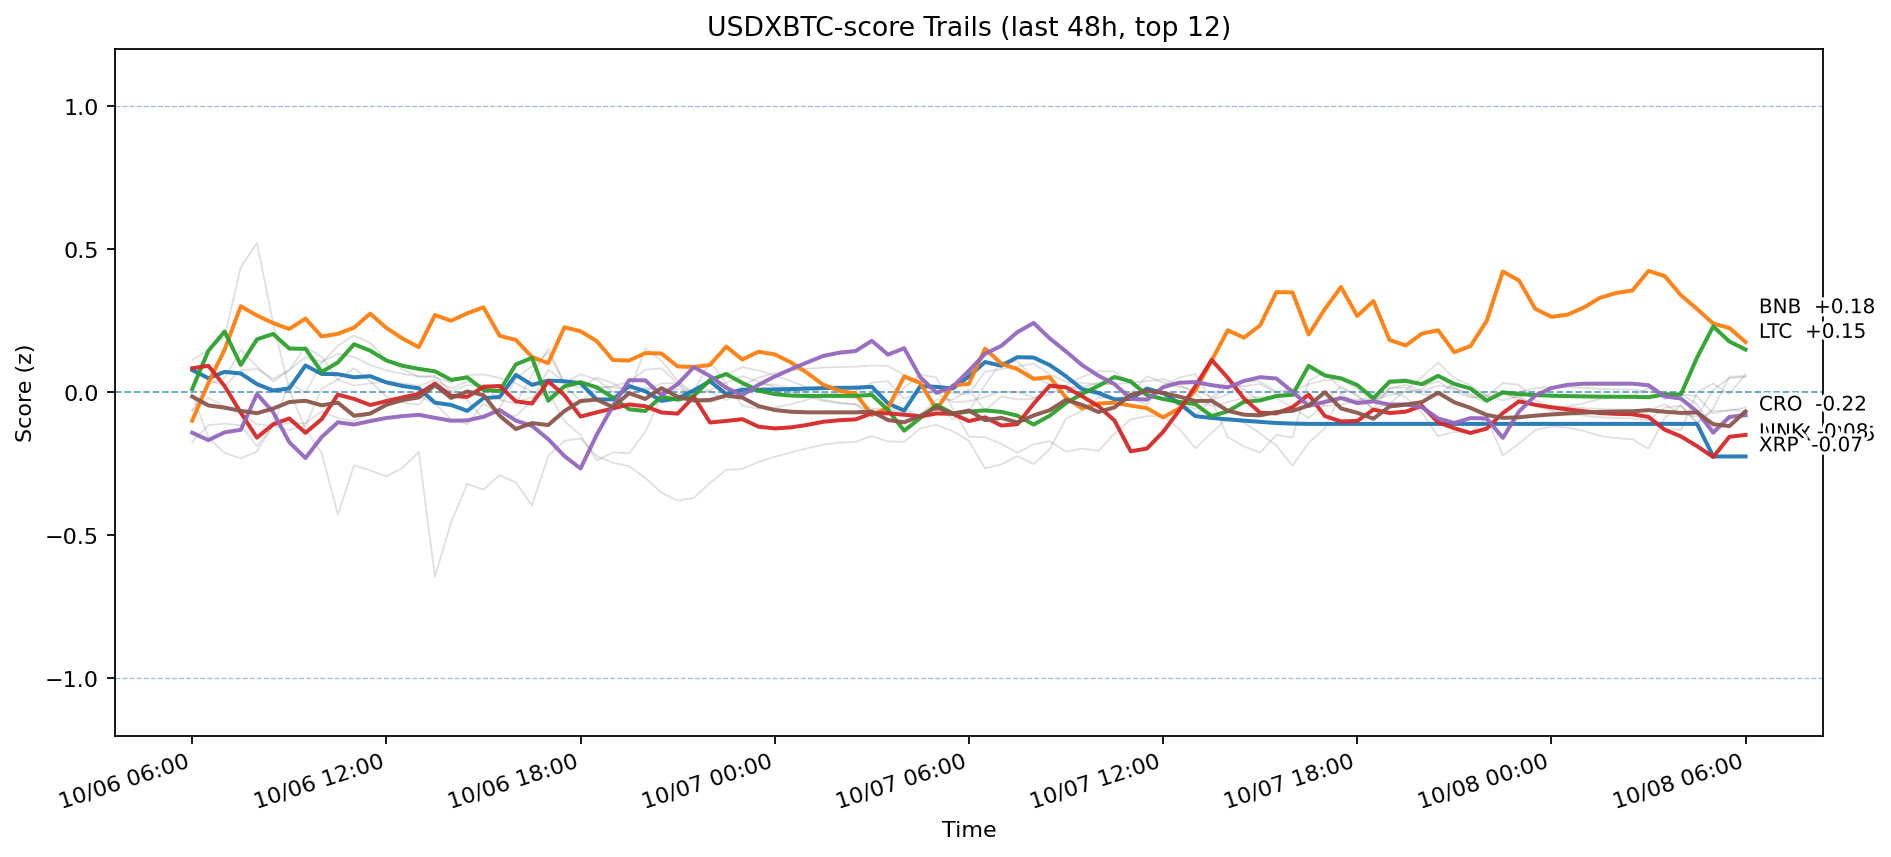 USDXBTC-score Trails (last 48h, top 12)
Score (z)
1.0
0.5
0.0
−0.5
−1.0
BNB +0.18
LTC +0.15
CRO -0.22
XRP -0.07
10/06 06:00
10/06 12:00
10/06 18:00
10/07 00:00
10/07 06:00
10/07 12:00
10/07 18:00
10/08 00:00
10/08 06:00
Time